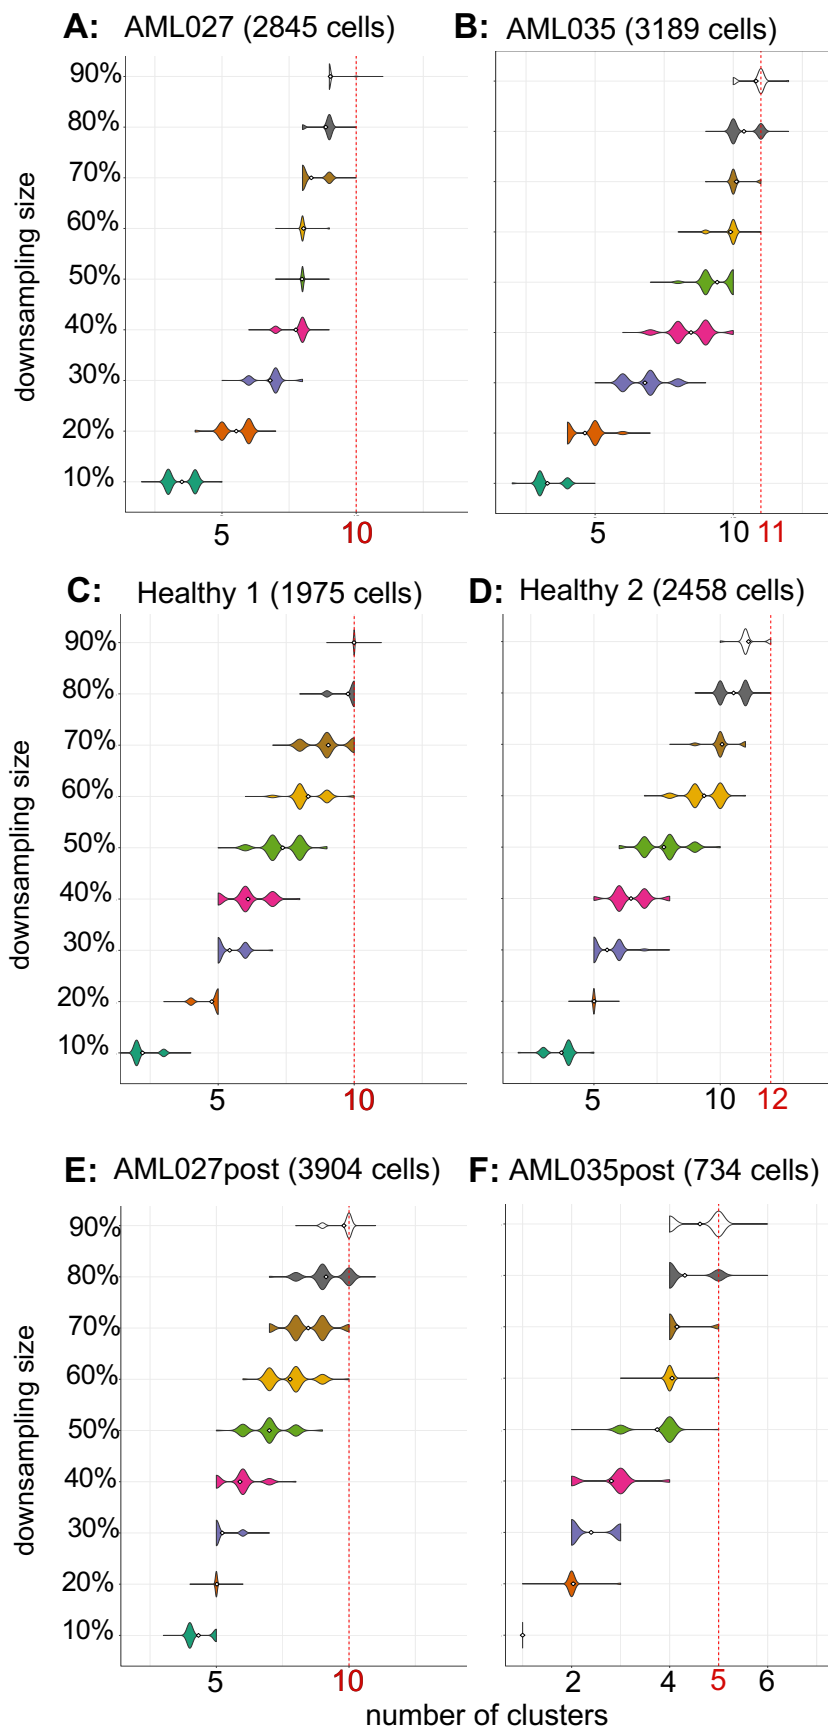 A: AML027 (2845 cells)
B: AML035 (3189 cells)
downsampling size
90%
80%
70%
60%
50%
40%
30%
20%
10%
5 10
5 10 11
C: Healthy 1 (1975 cells)
D: Healthy 2 (2458 cells)
downsampling size
90%
80%
70%
60%
50%
40%
30%
20%
10%
5 10
5 10 12
E: AML027post (3904 cells)
F: AML035post (734 cells)
downsampling size
90%
80%
70%
60%
50%
40%
30%
20%
10%
5 10
2 4 5 6
number of clusters